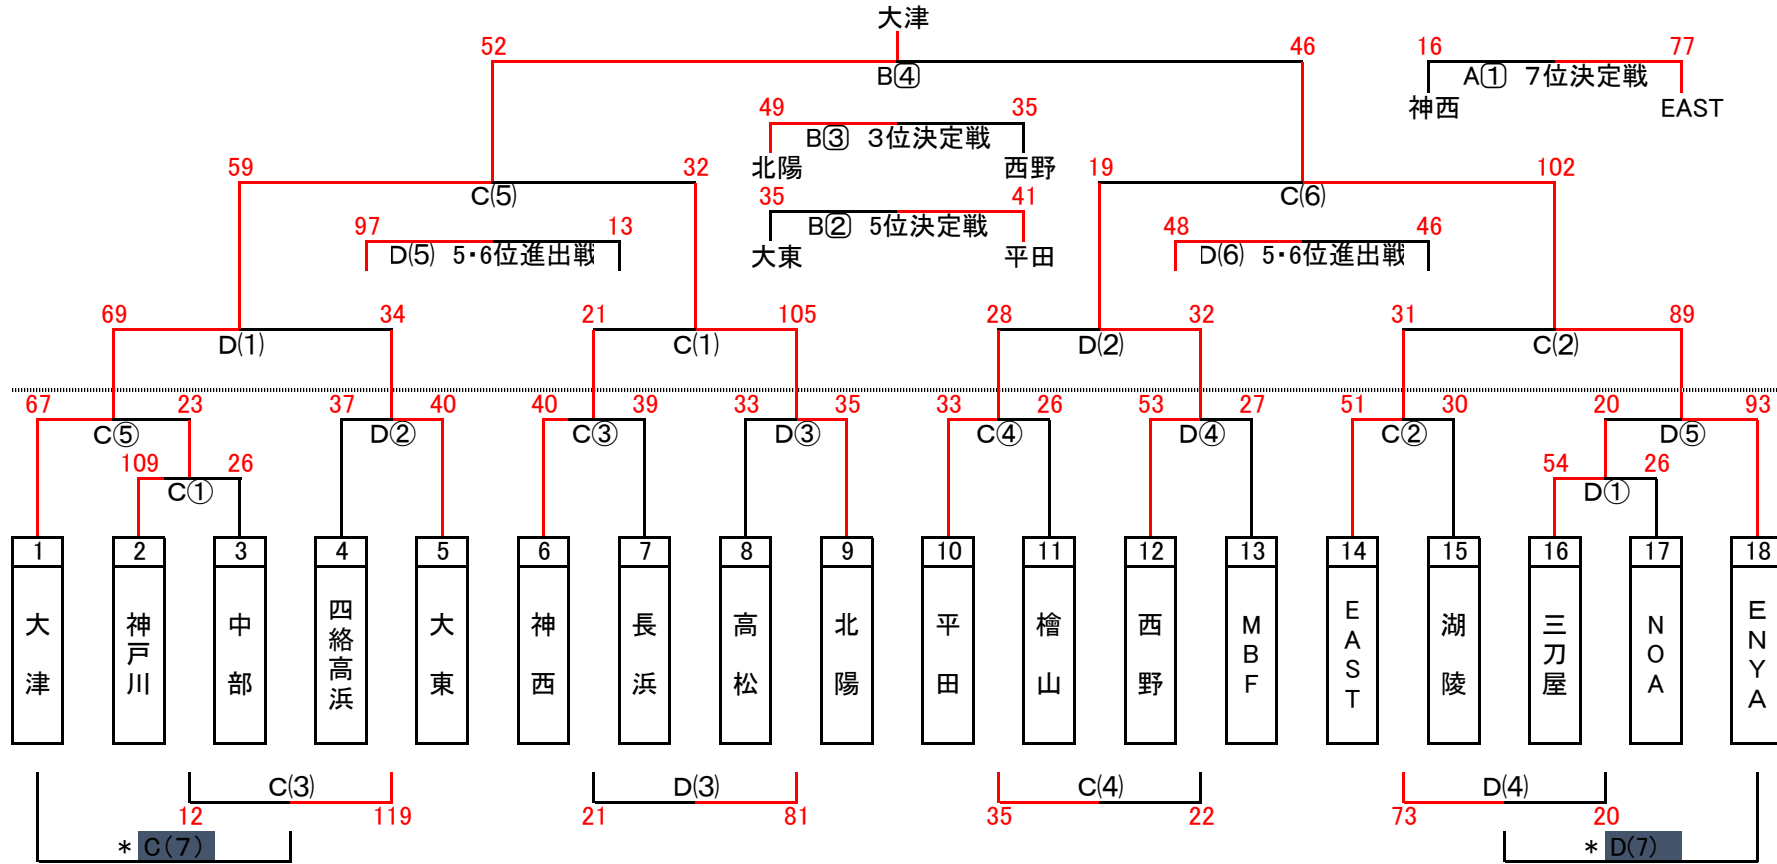 大津
52 46 16 77
B④ A① 7位決定戦
神西 EAST
49 35
B③ 3位決定戦
北陽 西野
59 32 19 102
C(5) C(6)
35 41
B② 5位決定戦
大東 平田
97 13 48 46
D(5) 5・6位進出戦 D(6) 5・6位進出戦
69 34 21 105 28 32 31 89
D(1) C(1) D(2) C(2)
67 23 37 40 40 39 33 35 33 26 53 27 51 30 20 93
C⑤ D② C③ D③ C④ D④ C② D⑤
109 26 54 26
C① D①
1 2 3 4 5 6 7 8 9 10 11 12 13 14 15 16 17 18
大津
神戸川
中部
四絡高浜
大東
神西
長浜
高松
北陽
平田
檜山
西野
MBF
EAST
湖陵
三刀屋
NOA
ENYA
C(3) D(3) C(4) D(4)
12 119 21 81 35 22 73 20
* C(7) * D(7)